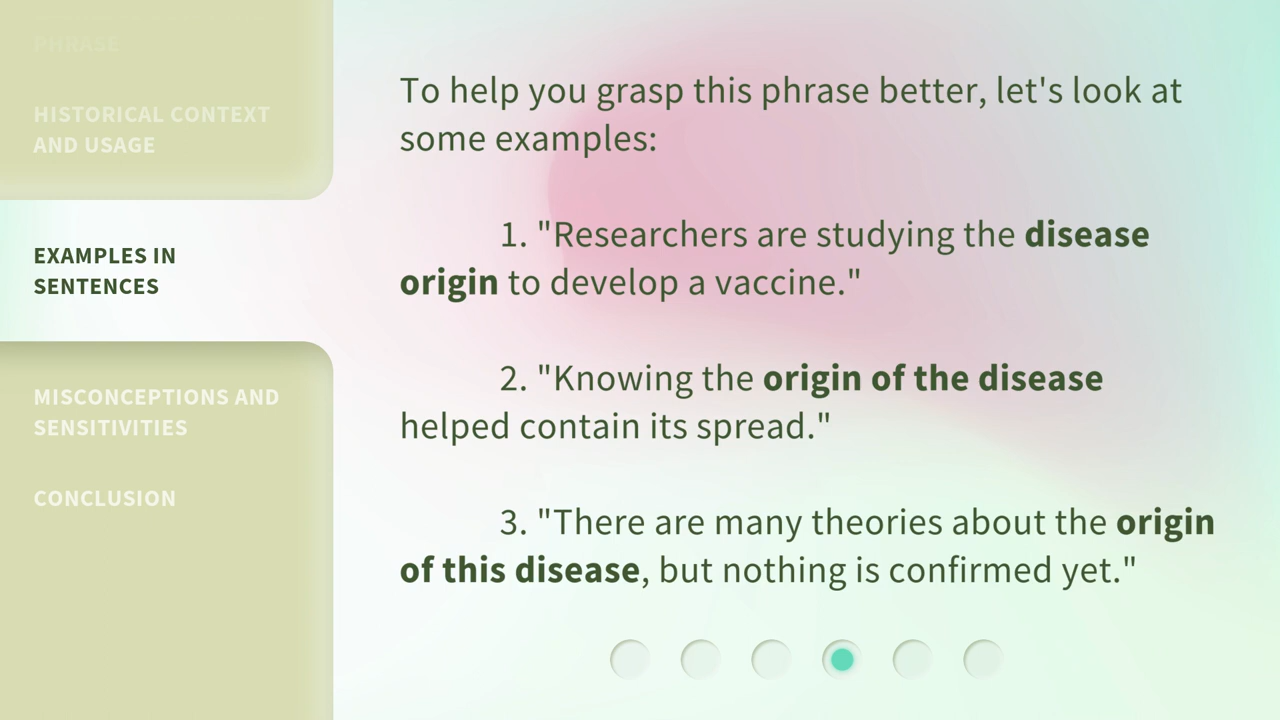 PHRASE
HISTORICAL CONTEXT
AND USAGE
EXAMPLES IN
SENTENCES
MISCONCEPTIONS AND
SENSITIVITIES
CONCLUSION
To help you grasp this phrase better, let's look at
some examples:
1. "Researchers are studying the disease
origin to develop a vaccine."
2. "Knowing the origin of the disease
helped contain its spread."
3. "There are many theories about the origin
of this disease, but nothing is confirmed yet."